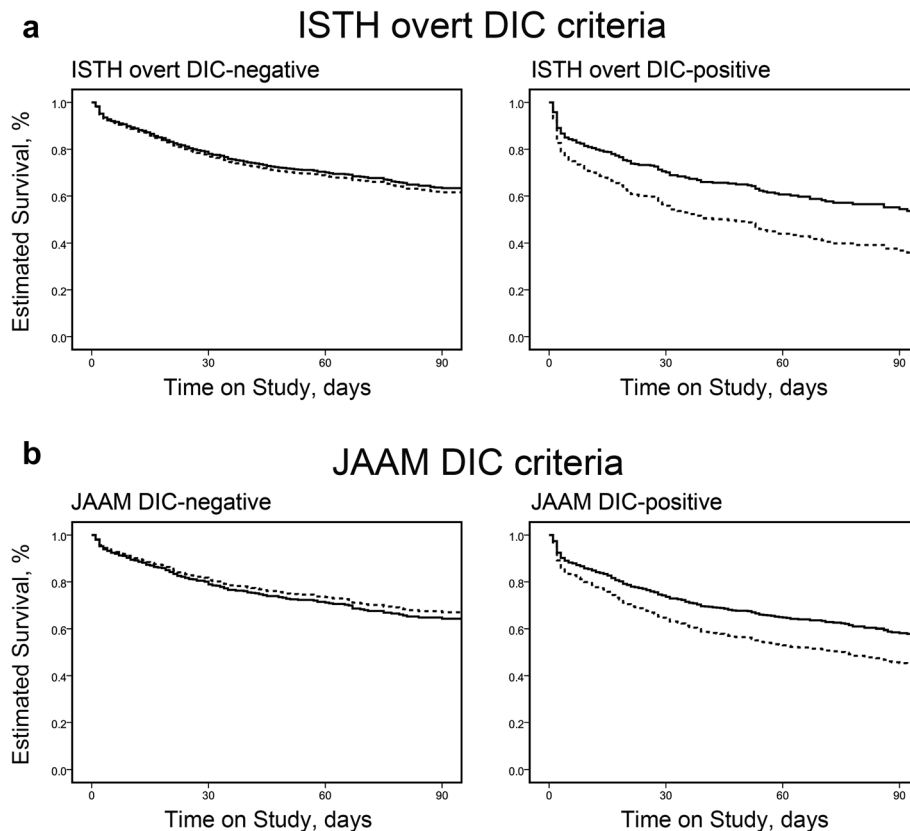 a
ISTH overt DIC criteria
ISTH overt DIC-negative
ISTH overt DIC-positive
Estimated Survival, %
1.0
0.8
0.6
0.4
0.2
0.0
0
30
60
90
Time on Study, days
1.0
0.8
0.6
0.4
0.2
0.0
0
30
60
90
Time on Study, days
b
JAAM DIC criteria
JAAM DIC-negative
JAAM DIC-positive
Estimated Survival, %
1.0
0.8
0.6
0.4
0.2
0.0
0
30
60
90
Time on Study, days
1.0
0.8
0.6
0.4
0.2
0.0
0
30
60
90
Time on Study, days